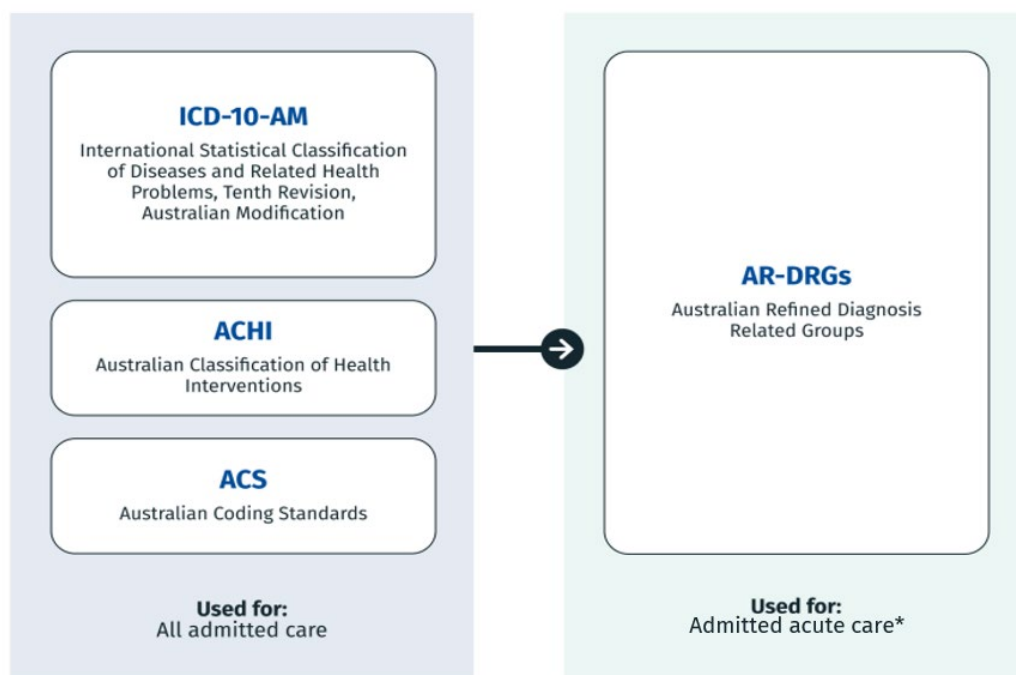 ICD-10-AM
International Statistical Classification
of Diseases and Related Health
Problems, Tenth Revision,
Australian Modification
ACHI
Australian Classification of Health
Interventions
ACS
Australian Coding Standards
Used for:
All admitted care
AR-DRGs
Australian Refined Diagnosis
Related Groups
Used for:
Admitted acute care*